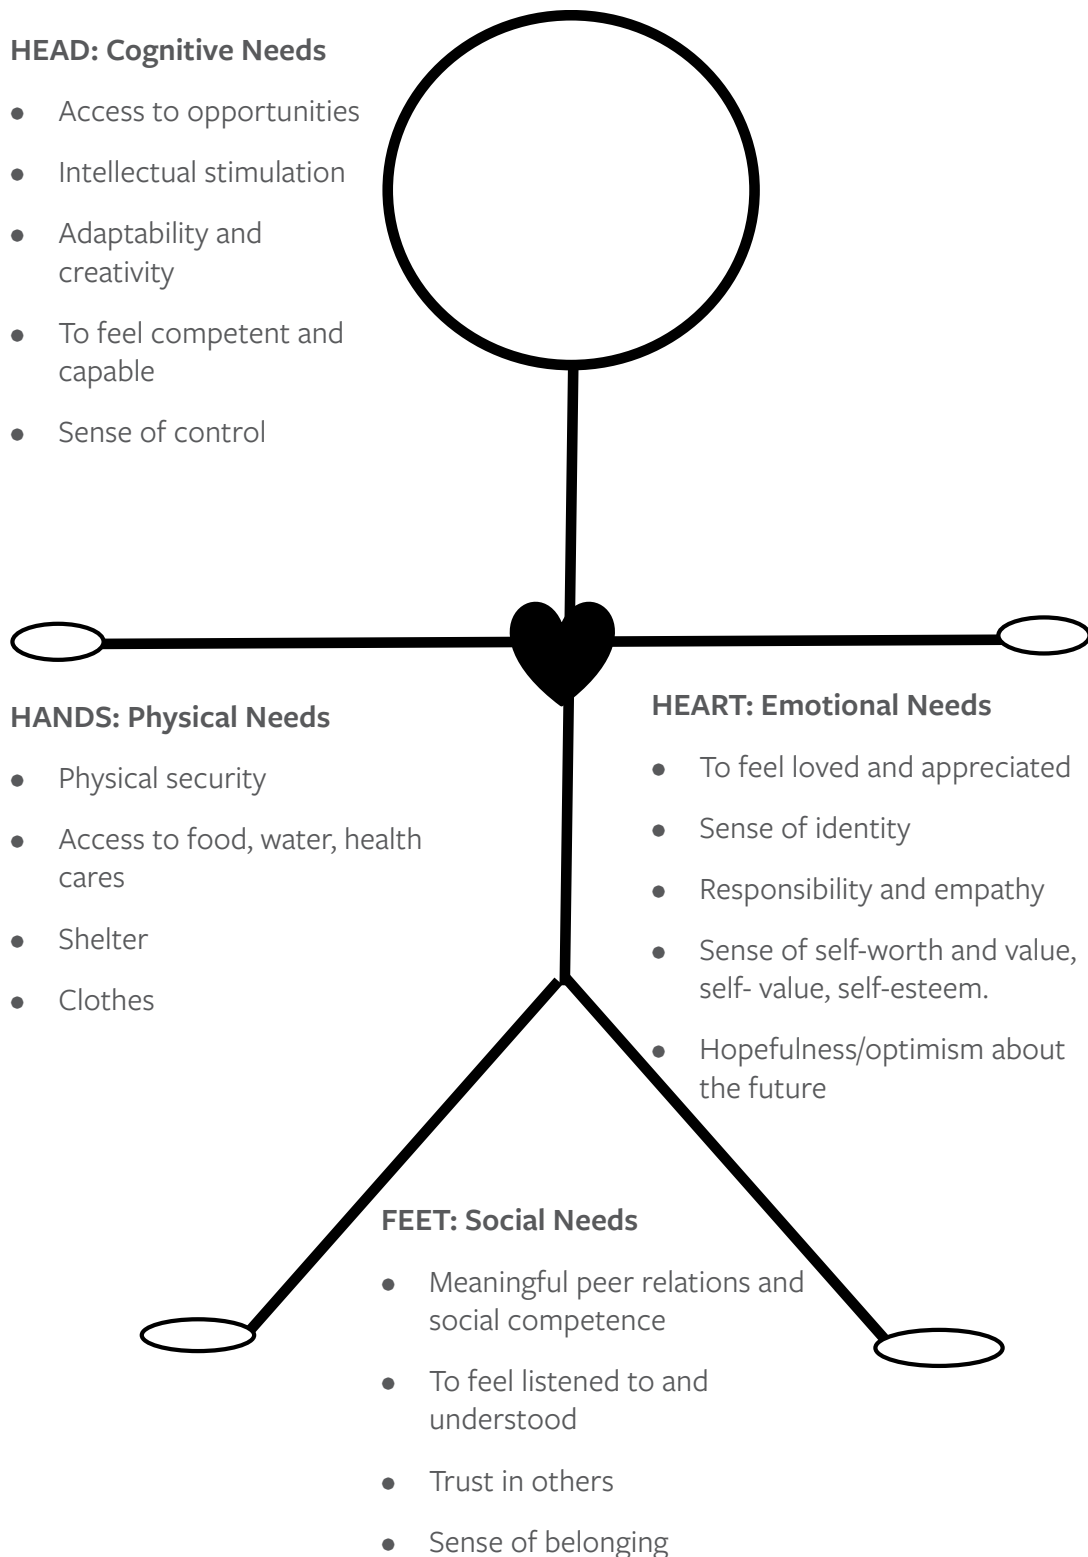 HEAD: Cognitive Needs
● Access to opportunities
● Intellectual stimulation
● Adaptability and
creativity
● To feel competent and
capable
● Sense of control
HANDS: Physical Needs
● Physical security
● Access to food, water, health
cares
● Shelter
● Clothes
HEART: Emotional Needs
● To feel loved and appreciated
● Sense of identity
● Responsibility and empathy
● Sense of self-worth and value,
self- value, self-esteem.
● Hopefulness/optimism about
the future
FEET: Social Needs
● Meaningful peer relations and
social competence
● To feel listened to and
understood
● Trust in others
● Sense of belonging